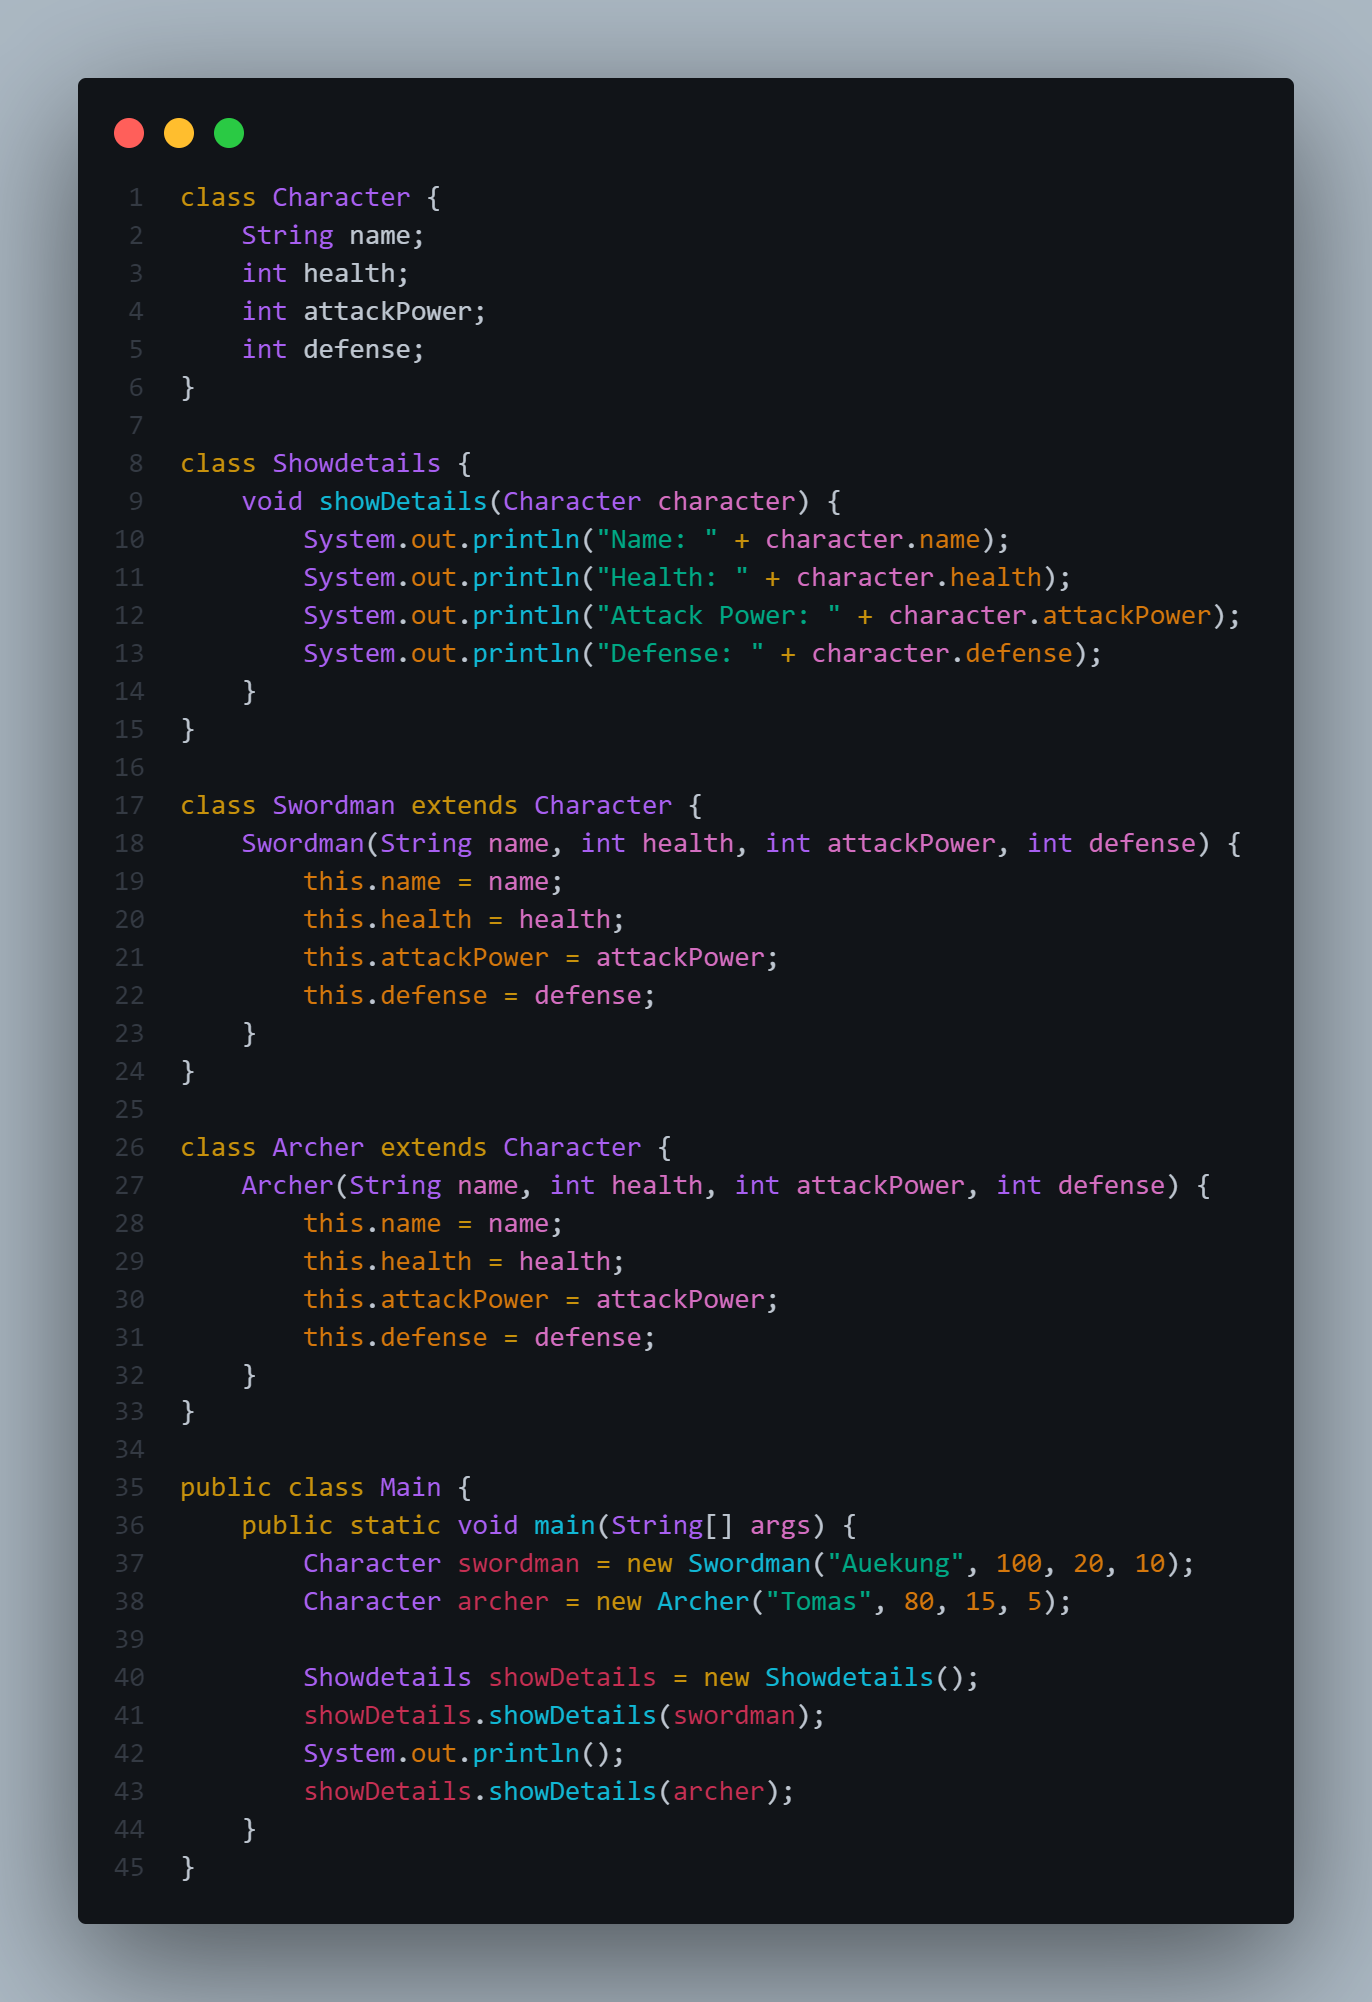 1 class Character {
2     String name;
3     int health;
4     int attackPower;
5     int defense;
6 }
7
8 class Showdetails {
9     void showDetails(Character character) {
10         System.out.println("Name: " + character.name);
11         System.out.println("Health: " + character.health);
12         System.out.println("Attack Power: " + character.attackPower);
13         System.out.println("Defense: " + character.defense);
14     }
15 }
16
17 class Swordman extends Character {
18     Swordman(String name, int health, int attackPower, int defense) {
19         this.name = name;
20         this.health = health;
21         this.attackPower = attackPower;
22         this.defense = defense;
23     }
24 }
25
26 class Archer extends Character {
27     Archer(String name, int health, int attackPower, int defense) {
28         this.name = name;
29         this.health = health;
30         this.attackPower = attackPower;
31         this.defense = defense;
32     }
33 }
34
35 public class Main {
36     public static void main(String[] args) {
37         Character swordman = new Swordman("Auekung", 100, 20, 10);
38         Character archer = new Archer("Tomas", 80, 15, 5);
39
40         Showdetails showDetails = new Showdetails();
41         showDetails.showDetails(swordman);
42         System.out.println();
43         showDetails.showDetails(archer);
44     }
45 }